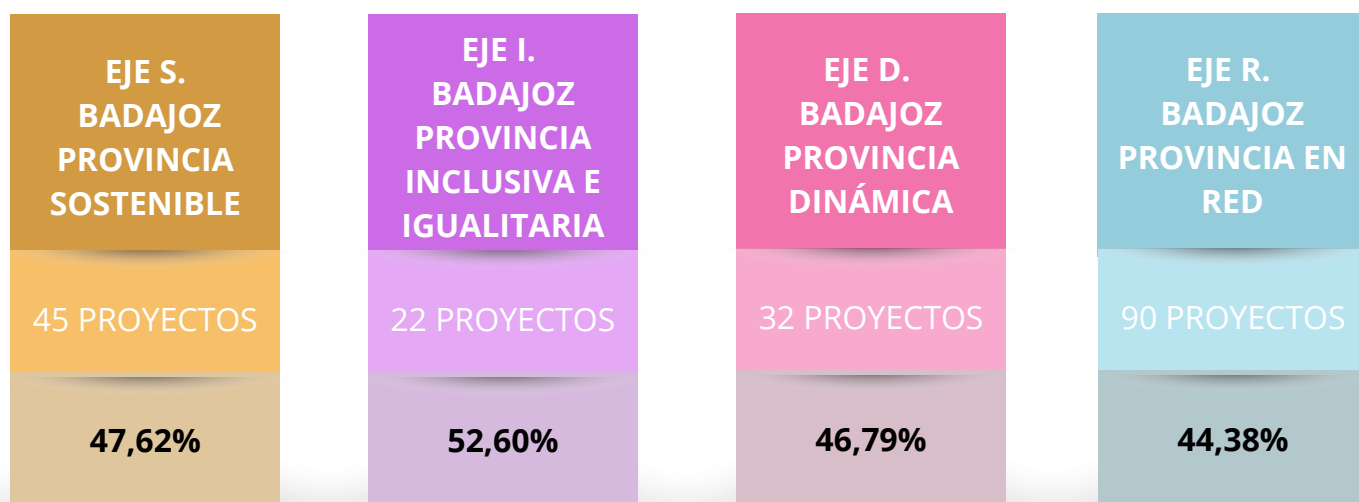 EJE S.
BADAJOZ
PROVINCIA
SOSTENIBLE
45 PROYECTOS
47,62%
EJE I.
BADAJOZ
PROVINCIA
INCLUSIVA E
IGUALITARIA
22 PROYECTOS
52,60%
EJE D.
BADAJOZ
PROVINCIA
DINÁMICA
32 PROYECTOS
46,79%
EJE R.
BADAJOZ
PROVINCIA EN
RED
90 PROYECTOS
44,38%